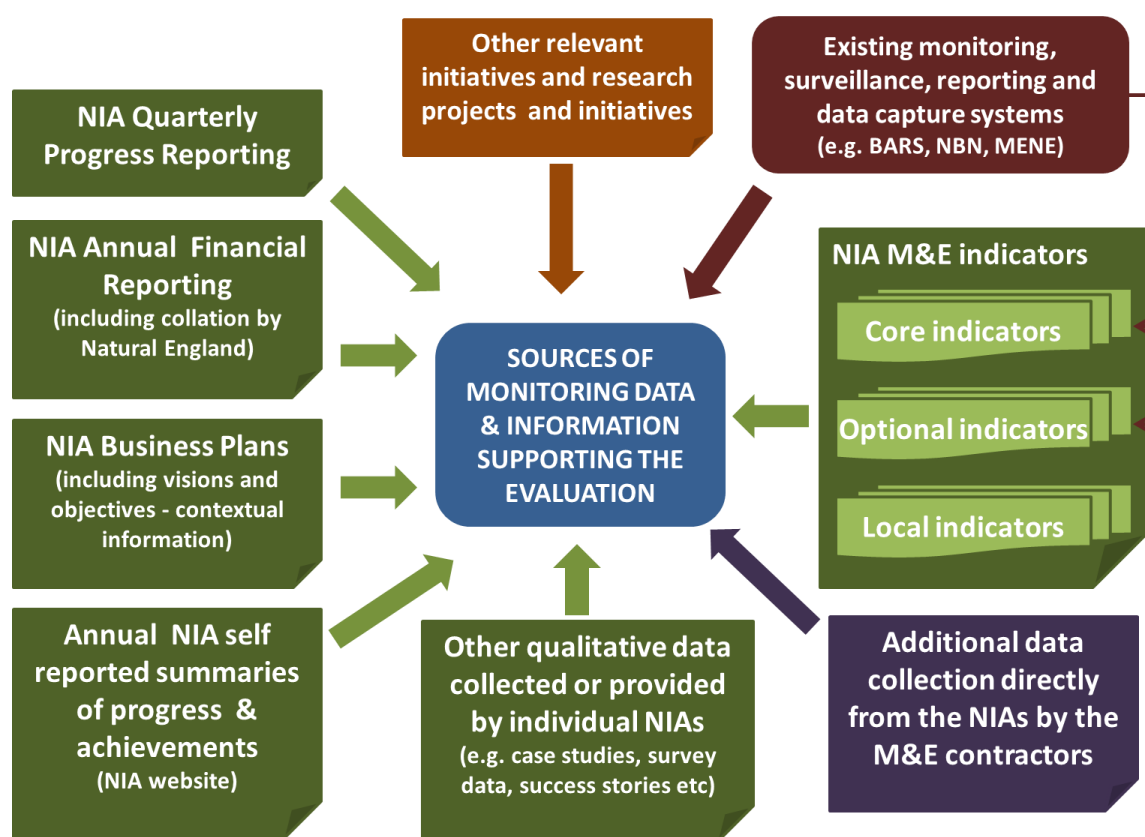 Other relevant
initiatives and research
projects and initiatives
Existing monitoring,
surveillance, reporting and
data capture systems
(e.g. BARS, NBN, MENE)
NIA Quarterly
Progress Reporting
NIA Annual Financial
Reporting
(including collation by
Natural England)
NIA Business Plans
(including visions and
objectives - contextual
information)
Annual NIA self
reported summaries
of progress &
achievements
(NIA website)
SOURCES OF
MONITORING DATA
& INFORMATION
SUPPORTING THE
EVALUATION
NIA M&E indicators
Core indicators
Optional indicators
Local indicators
Other qualitative data
collected or provided
by individual NIAs
(e.g. case studies, survey
data, success stories etc)
Additional data
collection directly
from the NIAs by the
M&E contractors